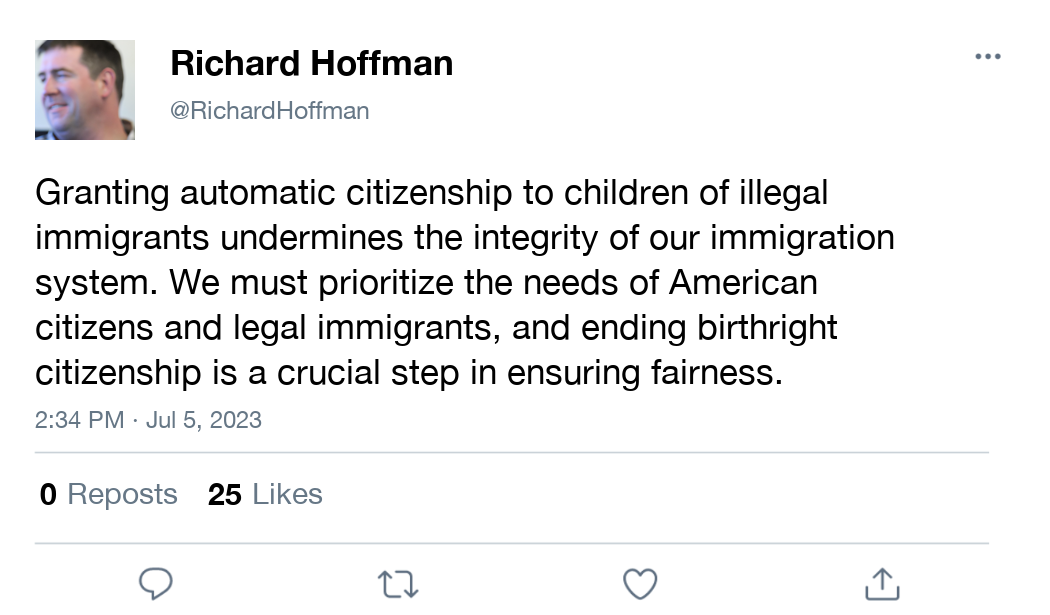 Richard Hoffman
@RichardHoffman
Granting automatic citizenship to children of illegal
immigrants undermines the integrity of our immigration
system. We must prioritize the needs of American
citizens and legal immigrants, and ending birthright
citizenship is a crucial step in ensuring fairness.
2:34 PM · Jul 5, 2023
0 Reposts 25 Likes